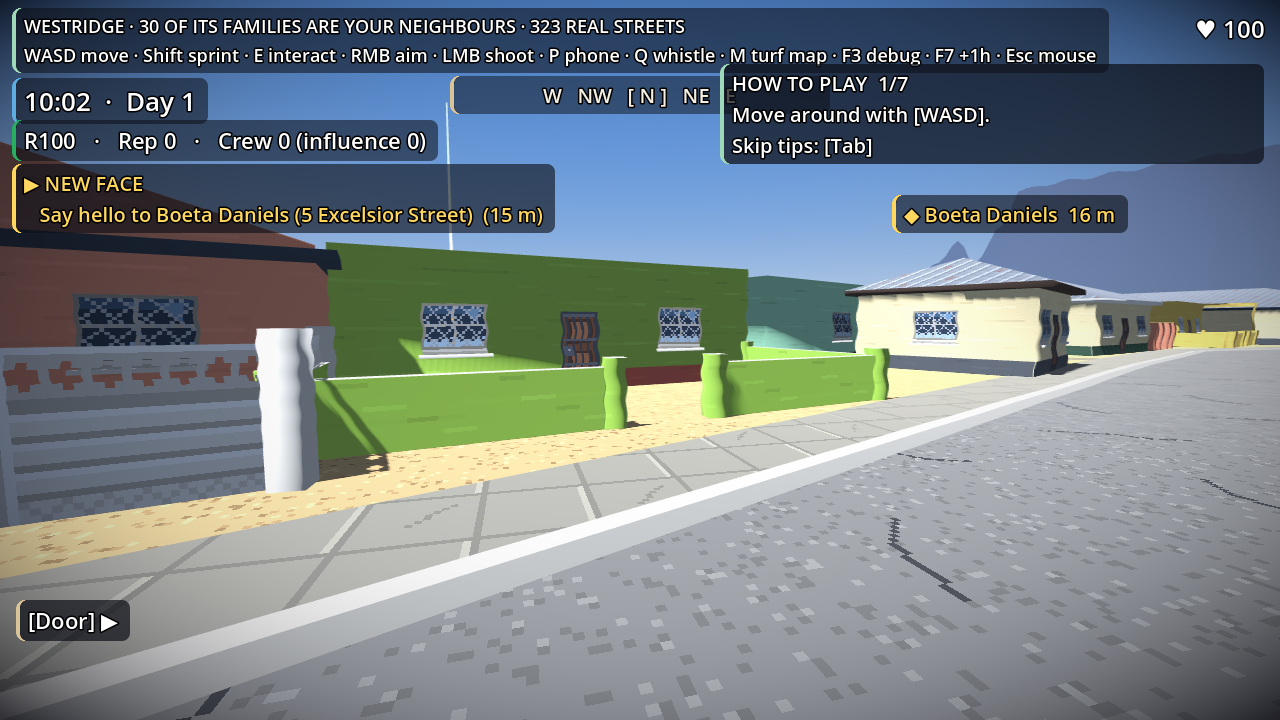 WESTRIDGE · 30 OF ITS FAMILIES ARE YOUR NEIGHBOURS · 323 REAL STREETS
WASD move · Shift sprint · E interact · RMB aim · LMB shoot · P phone · Q whistle · M turf map · F3 debug · F7 +1h · Esc mouse
♥ 100
10:02 · Day 1
W NW [ N ] NE E
HOW TO PLAY 1/7
Move around with [WASD].
Skip tips: [Tab]
R100 · Rep 0 · Crew 0 (influence 0)
▶ NEW FACE
Say hello to Boeta Daniels (5 Excelsior Street) (15 m)
◆ Boeta Daniels 16 m
[Door] ▶